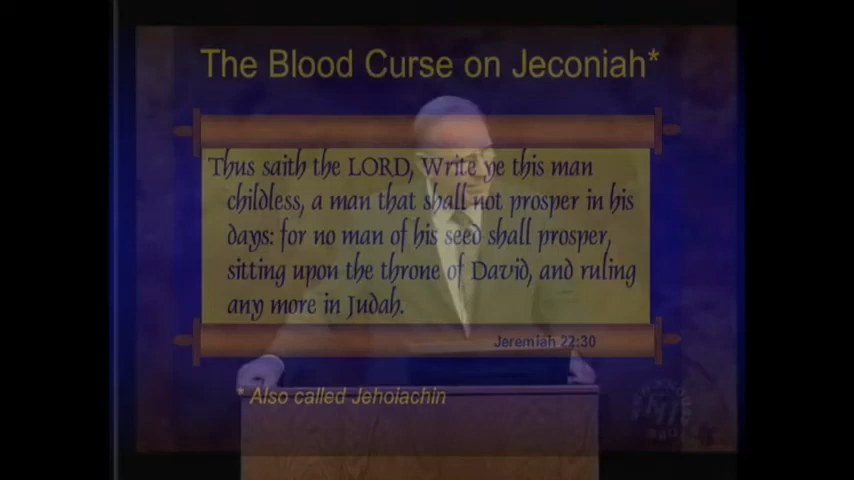 The Blood Curse on Jeconiah*
Thus saith the LORD, Write ye this man
childless, a man that shall not prosper in his
days: for no man of his seed shall prosper,
sitting upon the throne of David, and ruling
any more in Judah.
Jeremiah 22:30
* Also called Jehoiachin